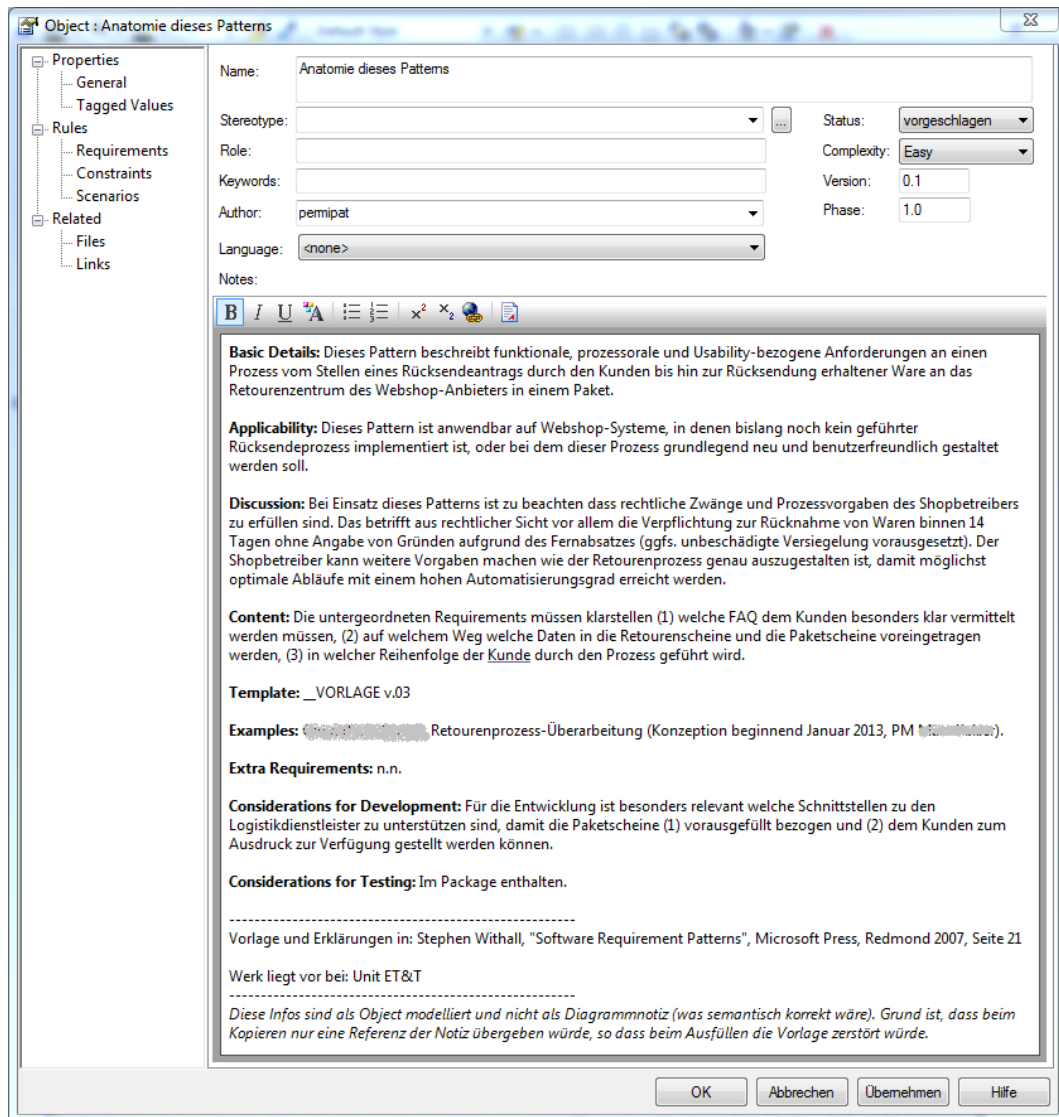 Object : Anatomie dieses Patterns
Properties
General
Tagged Values
Rules
Requirements
Constraints
Scenarios
Related
Files
Links
Name: Anatomie dieses Patterns
Stereotype: ... Status: vorgeschlagen
Role: Complexity: Easy
Keywords: Version: 0.1
Author: permipat Phase: 1.0
Language: <none>
Notes:
B I U A x² x₂
Basic Details: Dieses Pattern beschreibt funktionale, prozessorale und Usability-bezogene Anforderungen an einen
Prozess vom Stellen eines Rücksendeantrags durch den Kunden bis hin zur Rücksendung erhaltener Ware an das
Retourenzentrum des Webshop-Anbieters in einem Paket.
Applicability: Dieses Pattern ist anwendbar auf Webshop-Systeme, in denen bislang noch kein geführter
Rücksendeprozess implementiert ist, oder bei dem dieser Prozess grundlegend neu und benutzerfreundlich gestaltet
werden soll.
Discussion: Bei Einsatz dieses Patterns ist zu beachten dass rechtliche Zwänge und Prozessvorgaben des Shopbetreibers
zu erfüllen sind. Das betrifft aus rechtlicher Sicht vor allem die Verpflichtung zur Rücknahme von Waren binnen 14
Tagen ohne Angabe von Gründen aufgrund des Fernabsatzes (ggfs. unbeschädigte Versiegelung vorausgesetzt). Der
Shopbetreiber kann weitere Vorgaben machen wie der Retourenprozess genau auszugestalten ist, damit möglichst
optimale Abläufe mit einem hohen Automatisierungsgrad erreicht werden.
Content: Die untergeordneten Requirements müssen klarstellen (1) welche FAQ dem Kunden besonders klar vermittelt
werden müssen, (2) auf welchem Weg welche Daten in die Retourenscheine und die Paketscheine voreingetragen
werden, (3) in welcher Reihenfolge der Kunde durch den Prozess geführt wird.
Template: __VORLAGE v.03
Examples: Retourenprozess-Überarbeitung (Konzeption beginnend Januar 2013, PM ).
Extra Requirements: n.n.
Considerations for Development: Für die Entwicklung ist besonders relevant welche Schnittstellen zu den
Logistikdienstleister zu unterstützen sind, damit die Paketscheine (1) vorausgefüllt bezogen und (2) dem Kunden zum
Ausdruck zur Verfügung gestellt werden können.
Considerations for Testing: Im Package enthalten.
-------------------------------------------------------
Vorlage und Erklärungen in: Stephen Withall, "Software Requirement Patterns", Microsoft Press, Redmond 2007, Seite 21
Werk liegt vor bei: Unit ET&T
-------------------------------------------------------
Diese Infos sind als Object modelliert und nicht als Diagrammnotiz (was semantisch korrekt wäre). Grund ist, dass beim
Kopieren nur eine Referenz der Notiz übergeben würde, so dass beim Ausfüllen die Vorlage zerstört würde.
OK Abbrechen Übernehmen Hilfe